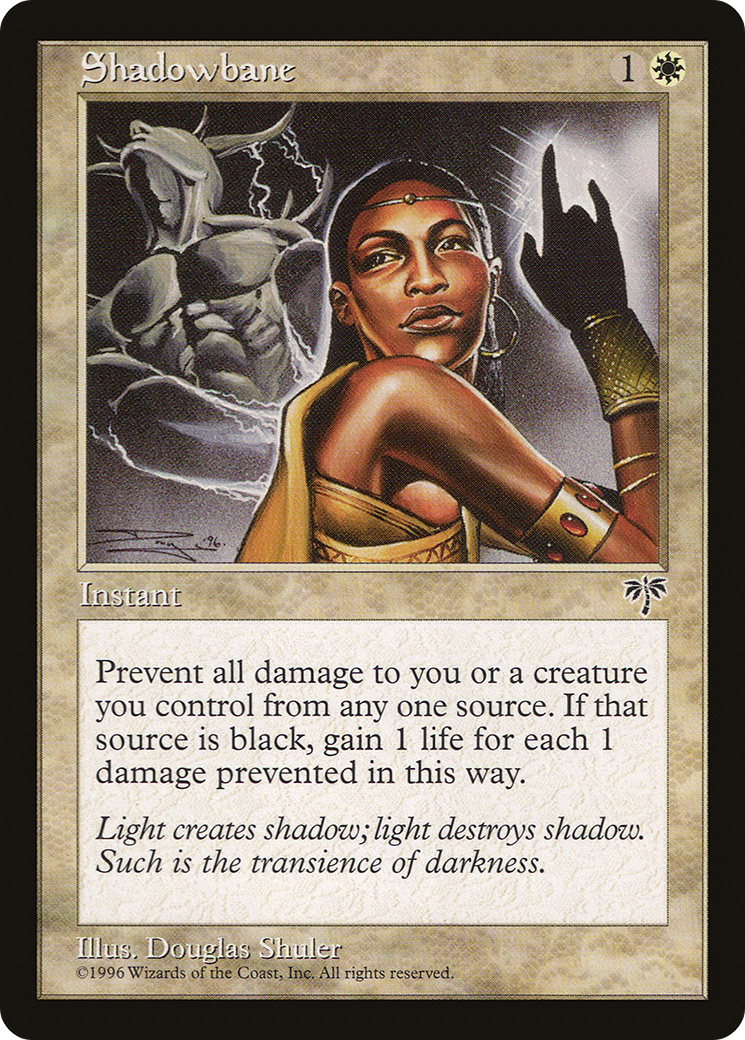 Shadowbane 1
Instant
Prevent all damage to you or a creature
you control from any one source. If that
source is black, gain 1 life for each 1
damage prevented in this way.
Light creates shadow; light destroys shadow.
Such is the transience of darkness.
Illus. Douglas Shuler
©1996 Wizards of the Coast, Inc. All rights reserved.